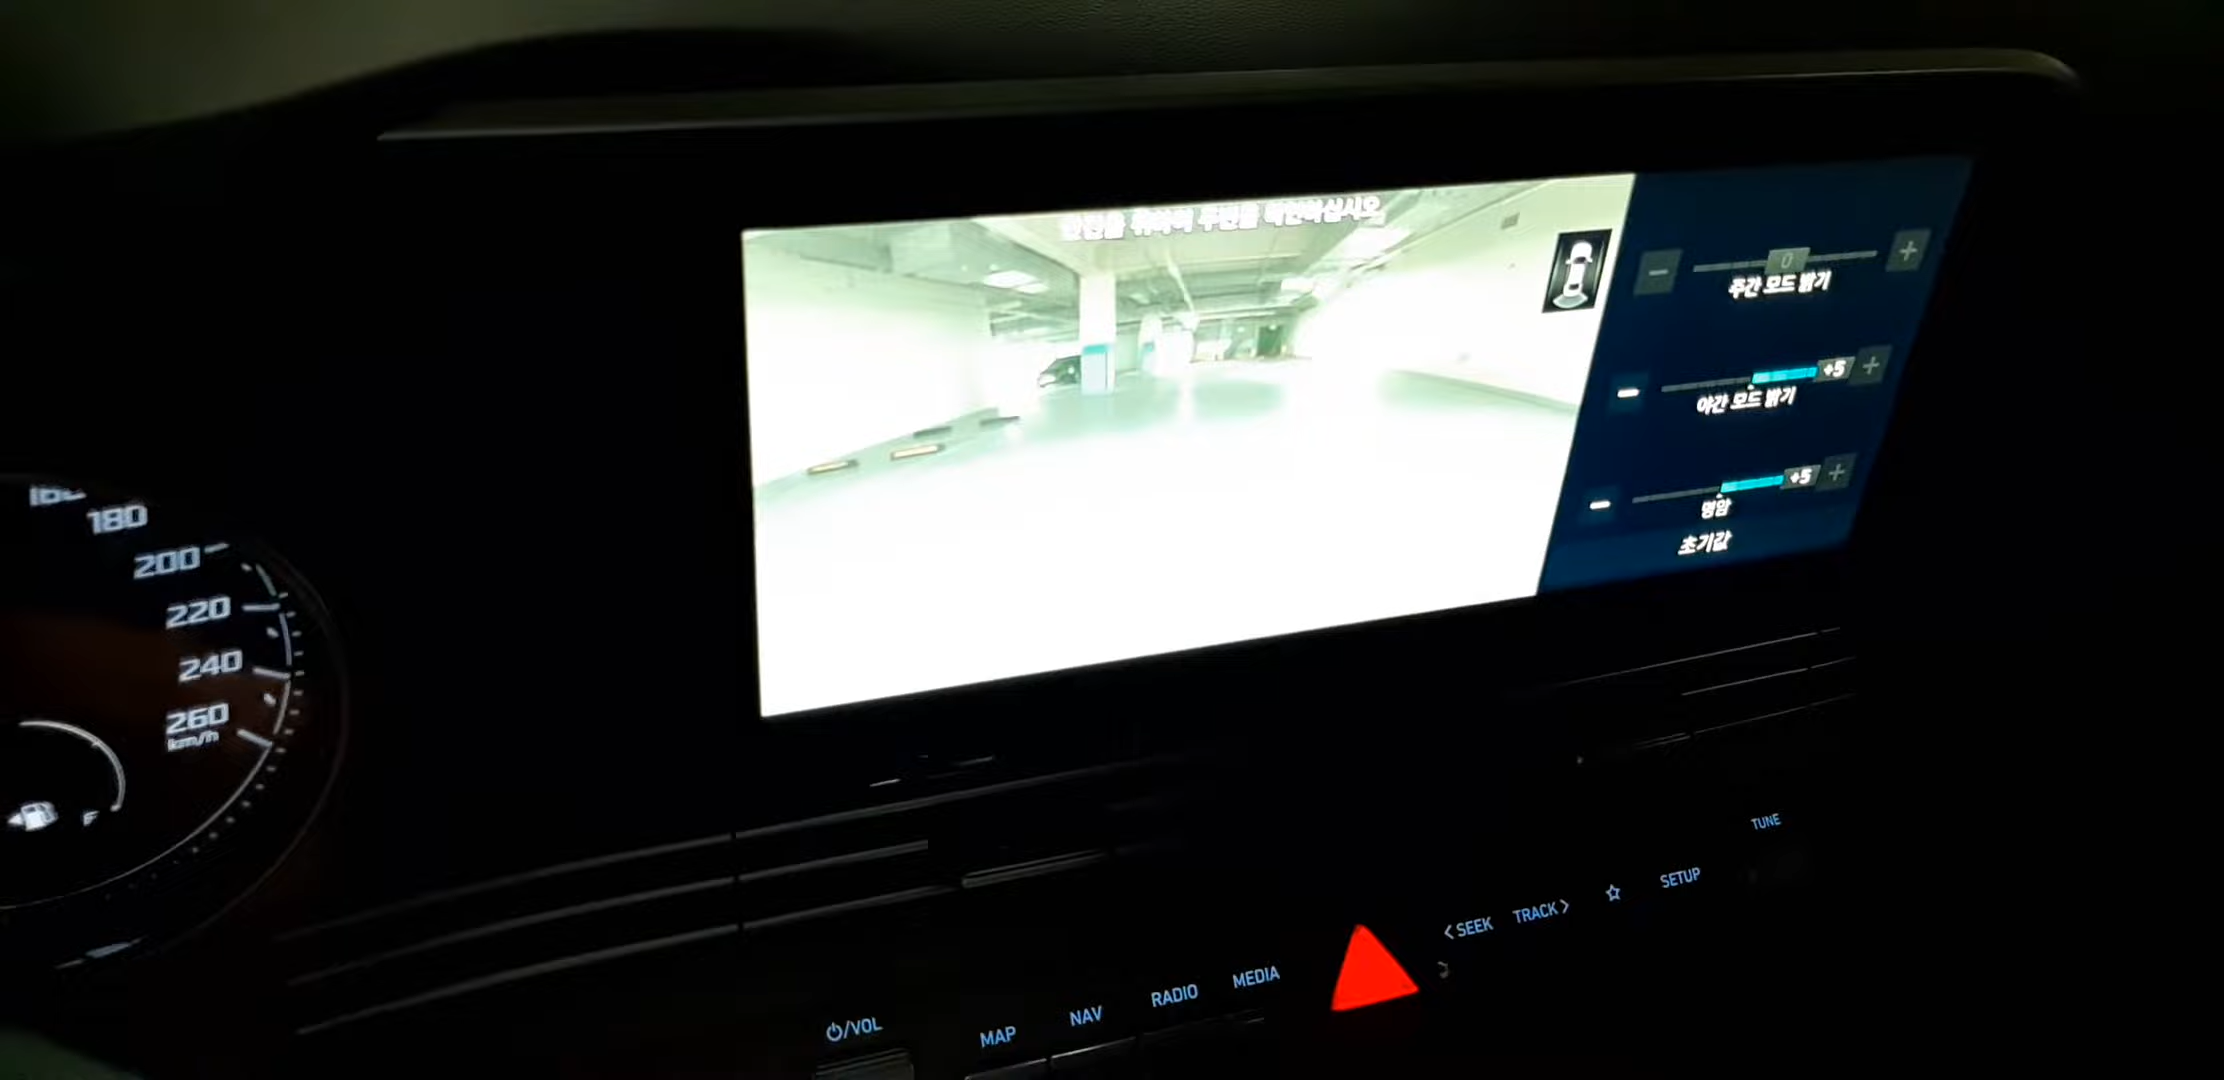 안전을 위하여 주변을 확인하십시오
0
주간 모드 밝기
+5
야간 모드 밝기
+5
명암
초기값
160
180
200
220
240
260
km/h
F
TUNE
SEEK
TRACK
SETUP
/VOL
MAP
NAV
RADIO
MEDIA